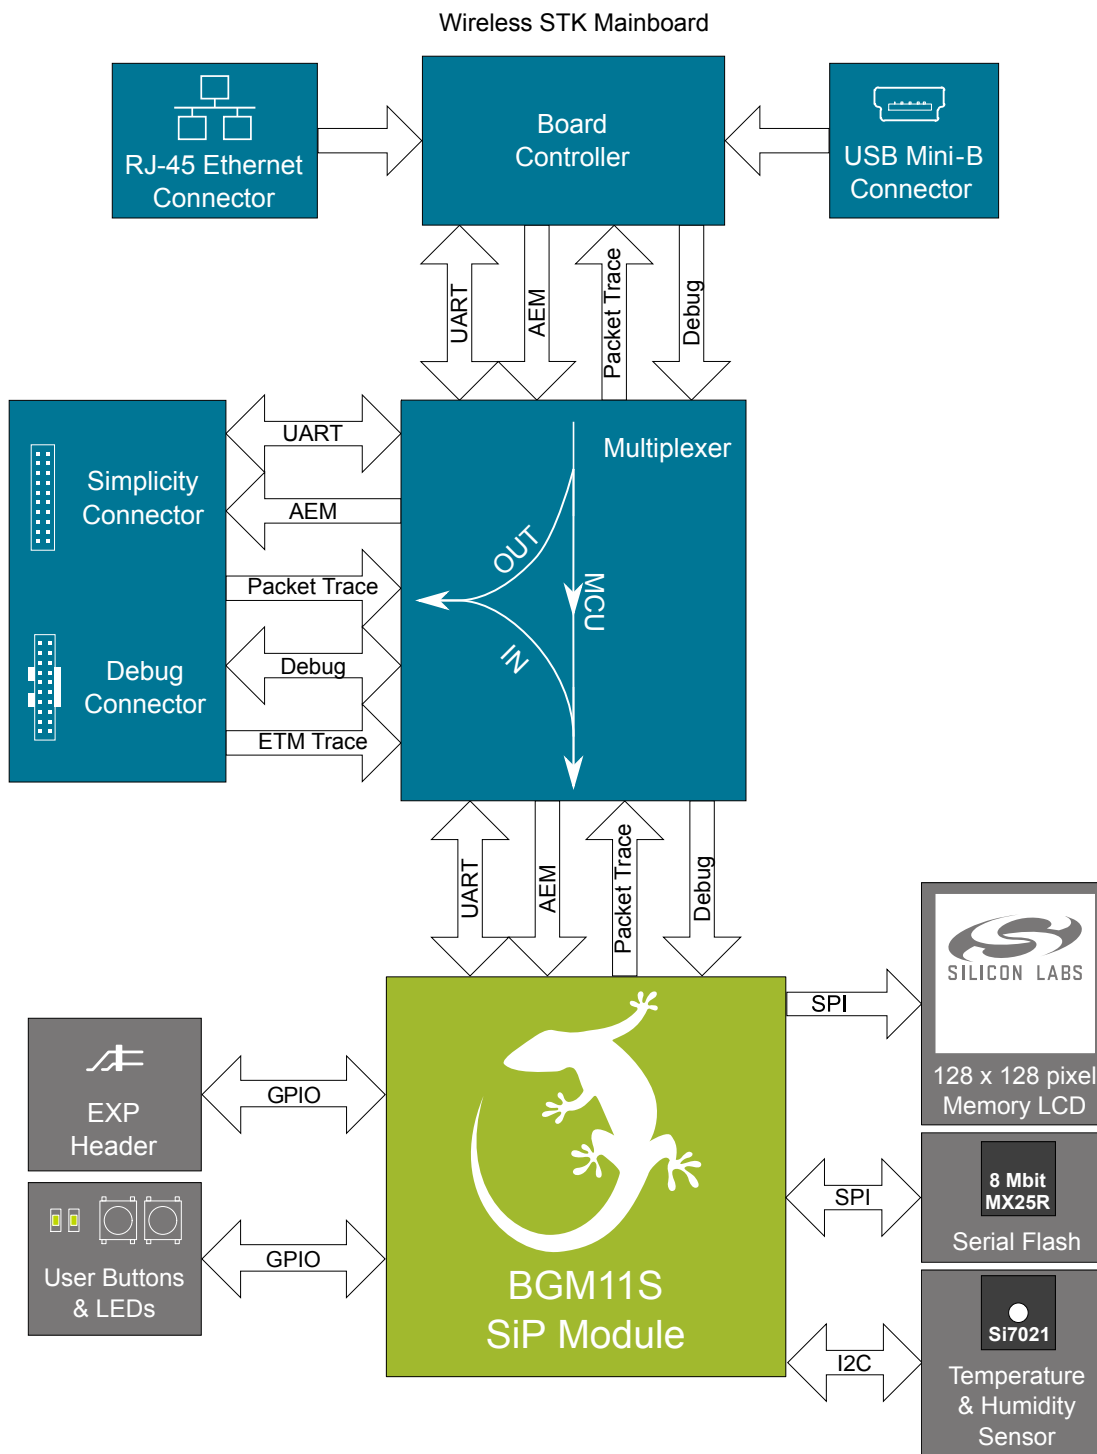 Wireless STK Mainboard
RJ-45 Ethernet
Connector
Board
Controller
USB Mini-B
Connector
UART
AEM
Packet Trace
Debug
Simplicity
Connector
Debug
Connector
UART
AEM
Packet Trace
Debug
ETM Trace
Multiplexer
OUT
MCU
IN
UART
AEM
Packet Trace
Debug
EXP
Header
GPIO
User Buttons
& LEDs
GPIO
BGM11S
SiP Module
SPI
SILICON LABS
128 x 128 pixel
Memory LCD
SPI
8 Mbit
MX25R
Serial Flash
I2C
Si7021
Temperature
& Humidity
Sensor